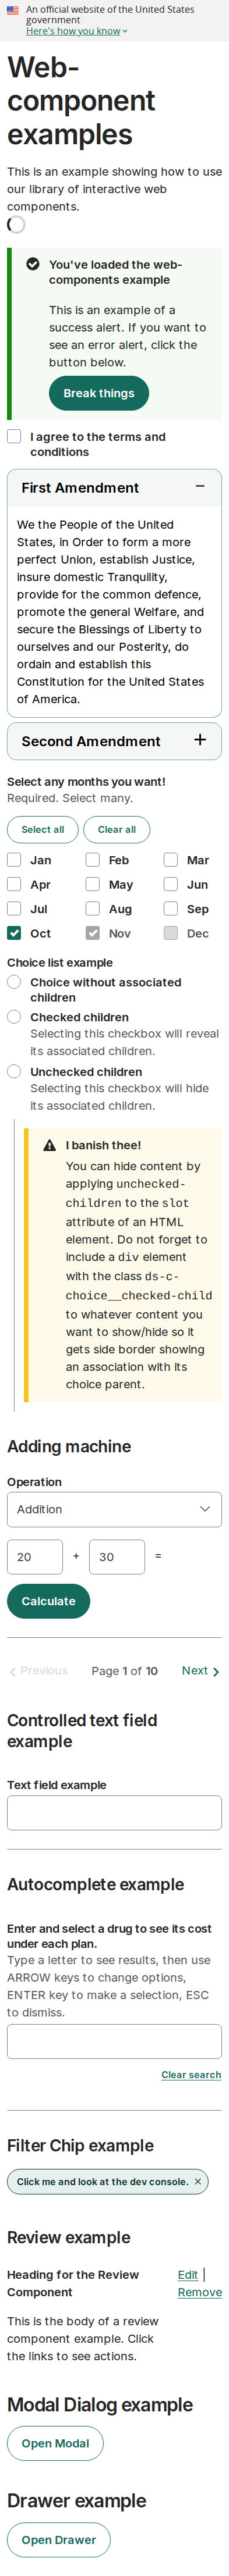 An official website of the United States
government
Here's how you know
Web-
component
examples
This is an example showing how to use
our library of interactive web
components.
You've loaded the web-
components example
This is an example of a
success alert. If you want to
see an error alert, click the
button below.
Break things
I agree to the terms and
conditions
First Amendment
We the People of the United
States, in Order to form a more
perfect Union, establish Justice,
insure domestic Tranquility,
provide for the common defence,
promote the general Welfare, and
secure the Blessings of Liberty to
ourselves and our Posterity, do
ordain and establish this
Constitution for the United States
of America.
Second Amendment
Select any months you want!
Required. Select many.
Select all Clear all
Jan Feb Mar
Apr May Jun
Jul Aug Sep
Oct Nov Dec
Choice list example
Choice without associated
children
Checked children
Selecting this checkbox will reveal
its associated children.
Unchecked children
Selecting this checkbox will hide
its associated children.
I banish thee!
You can hide content by
applying unchecked-
children to the slot
attribute of an HTML
element. Do not forget to
include a div element
with the class ds-c-
choice__checked-child
to whatever content you
want to show/hide so it
gets side border showing
an association with its
choice parent.
Adding machine
Operation
Addition
20 + 30 =
Calculate
Previous Page 1 of 10 Next
Controlled text field
example
Text field example
Autocomplete example
Enter and select a drug to see its cost
under each plan.
Type a letter to see results, then use
ARROW keys to change options,
ENTER key to make a selection, ESC
to dismiss.
Clear search
Filter Chip example
Click me and look at the dev console.
Review example
Heading for the Review
Component
Edit |
Remove
This is the body of a review
component example. Click
the links to see actions.
Modal Dialog example
Open Modal
Drawer example
Open Drawer